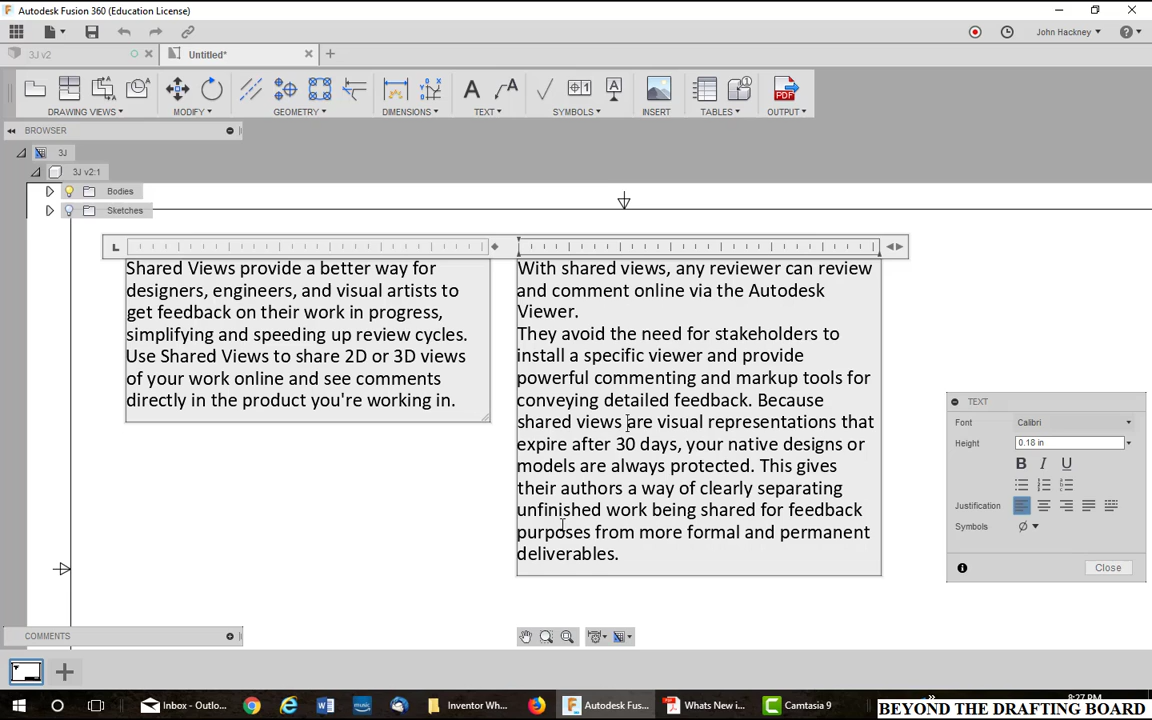 Autodesk Fusion 360 (Education License)
John Hackney
3J v2
Untitled*
DRAWING VIEWS
MODIFY
GEOMETRY
DIMENSIONS
TEXT
SYMBOLS
INSERT
TABLES
OUTPUT
PDF
BROWSER
3J
3J v2:1
Bodies
Sketches
Shared Views provide a better way for
designers, engineers, and visual artists to
get feedback on their work in progress,
simplifying and speeding up review cycles.
Use Shared Views to share 2D or 3D views
of your work online and see comments
directly in the product you're working in.
With shared views, any reviewer can review
and comment online via the Autodesk
Viewer.
They avoid the need for stakeholders to
install a specific viewer and provide
powerful commenting and markup tools for
conveying detailed feedback. Because
shared views are visual representations that
expire after 30 days, your native designs or
models are always protected. This gives
their authors a way of clearly separating
unfinished work being shared for feedback
purposes from more formal and permanent
deliverables.
TEXT
Font Calibri
Height 0.18 in
B I U
Justification
Symbols Ø
Close
COMMENTS
Inbox - Outlo...
Inventor Wh...
Autodesk Fus...
Whats New i...
Camtasia 9
8:27 PM
BEYOND THE DRAFTING BOARD